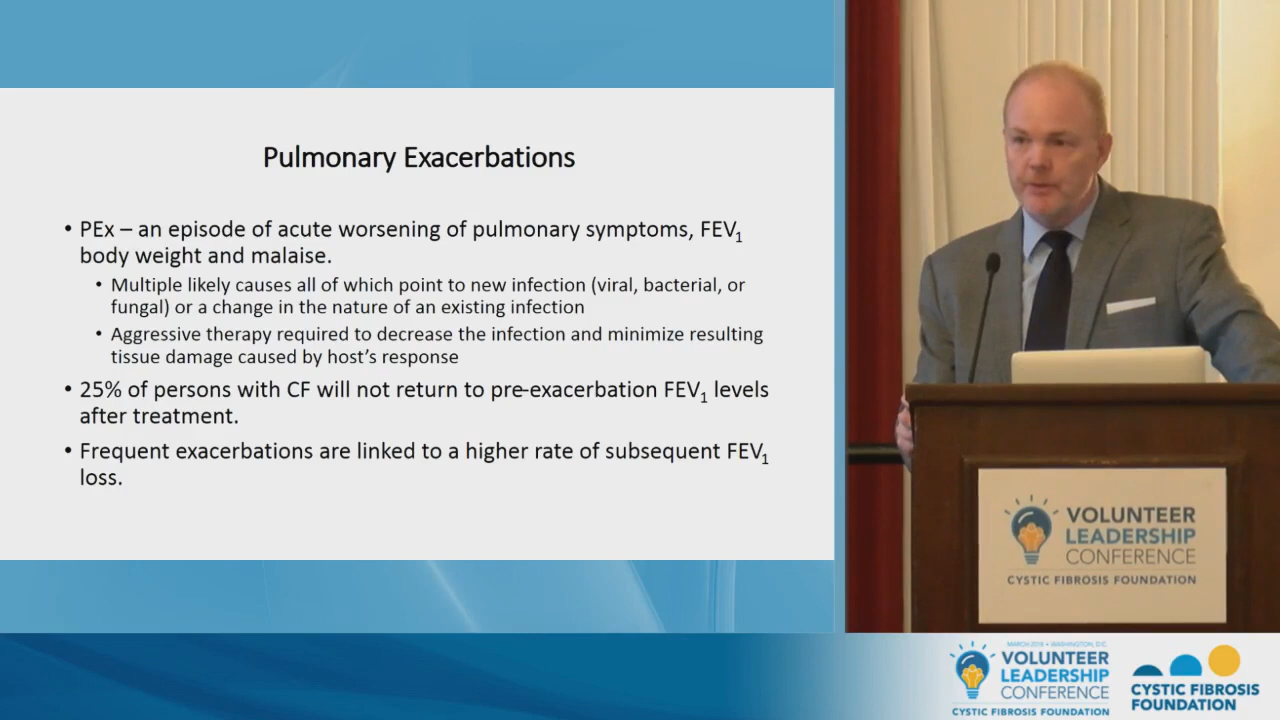 Pulmonary Exacerbations
• PEx – an episode of acute worsening of pulmonary symptoms, FEV1
body weight and malaise.
• Multiple likely causes all of which point to new infection (viral, bacterial, or
fungal) or a change in the nature of an existing infection
• Aggressive therapy required to decrease the infection and minimize resulting
tissue damage caused by host's response
• 25% of persons with CF will not return to pre-exacerbation FEV1 levels
after treatment.
• Frequent exacerbations are linked to a higher rate of subsequent FEV1
loss.
VOLUNTEER
LEADERSHIP
CONFERENCE
CYSTIC FIBROSIS FOUNDATION
VOLUNTEER
LEADERSHIP
CONFERENCE
CYSTIC FIBROSIS FOUNDATION
CYSTIC FIBROSIS
FOUNDATION